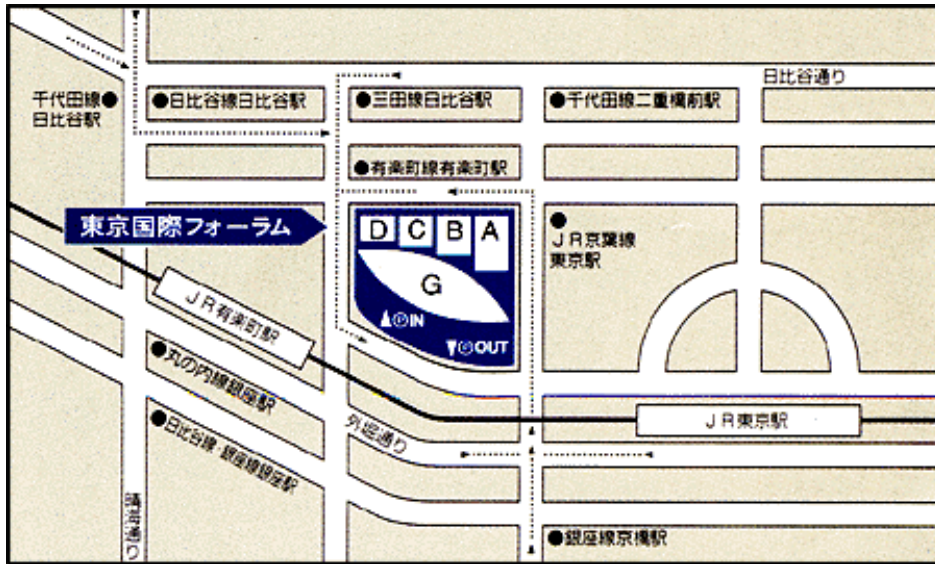 日比谷通り
千代田線●
日比谷駅
●日比谷線日比谷駅
●三田線日比谷駅
●千代田線二重橋前駅
●有楽町線有楽町駅
東京国際フォーラム
D C B A
G
▲ⓅIN
▼ⓅOUT
●
JR京葉線
東京駅
JR有楽町駅
●丸の内線銀座駅
●日比谷線・銀座線銀座駅
外堀通り
JR東京駅
晴海通り
●銀座線京橋駅